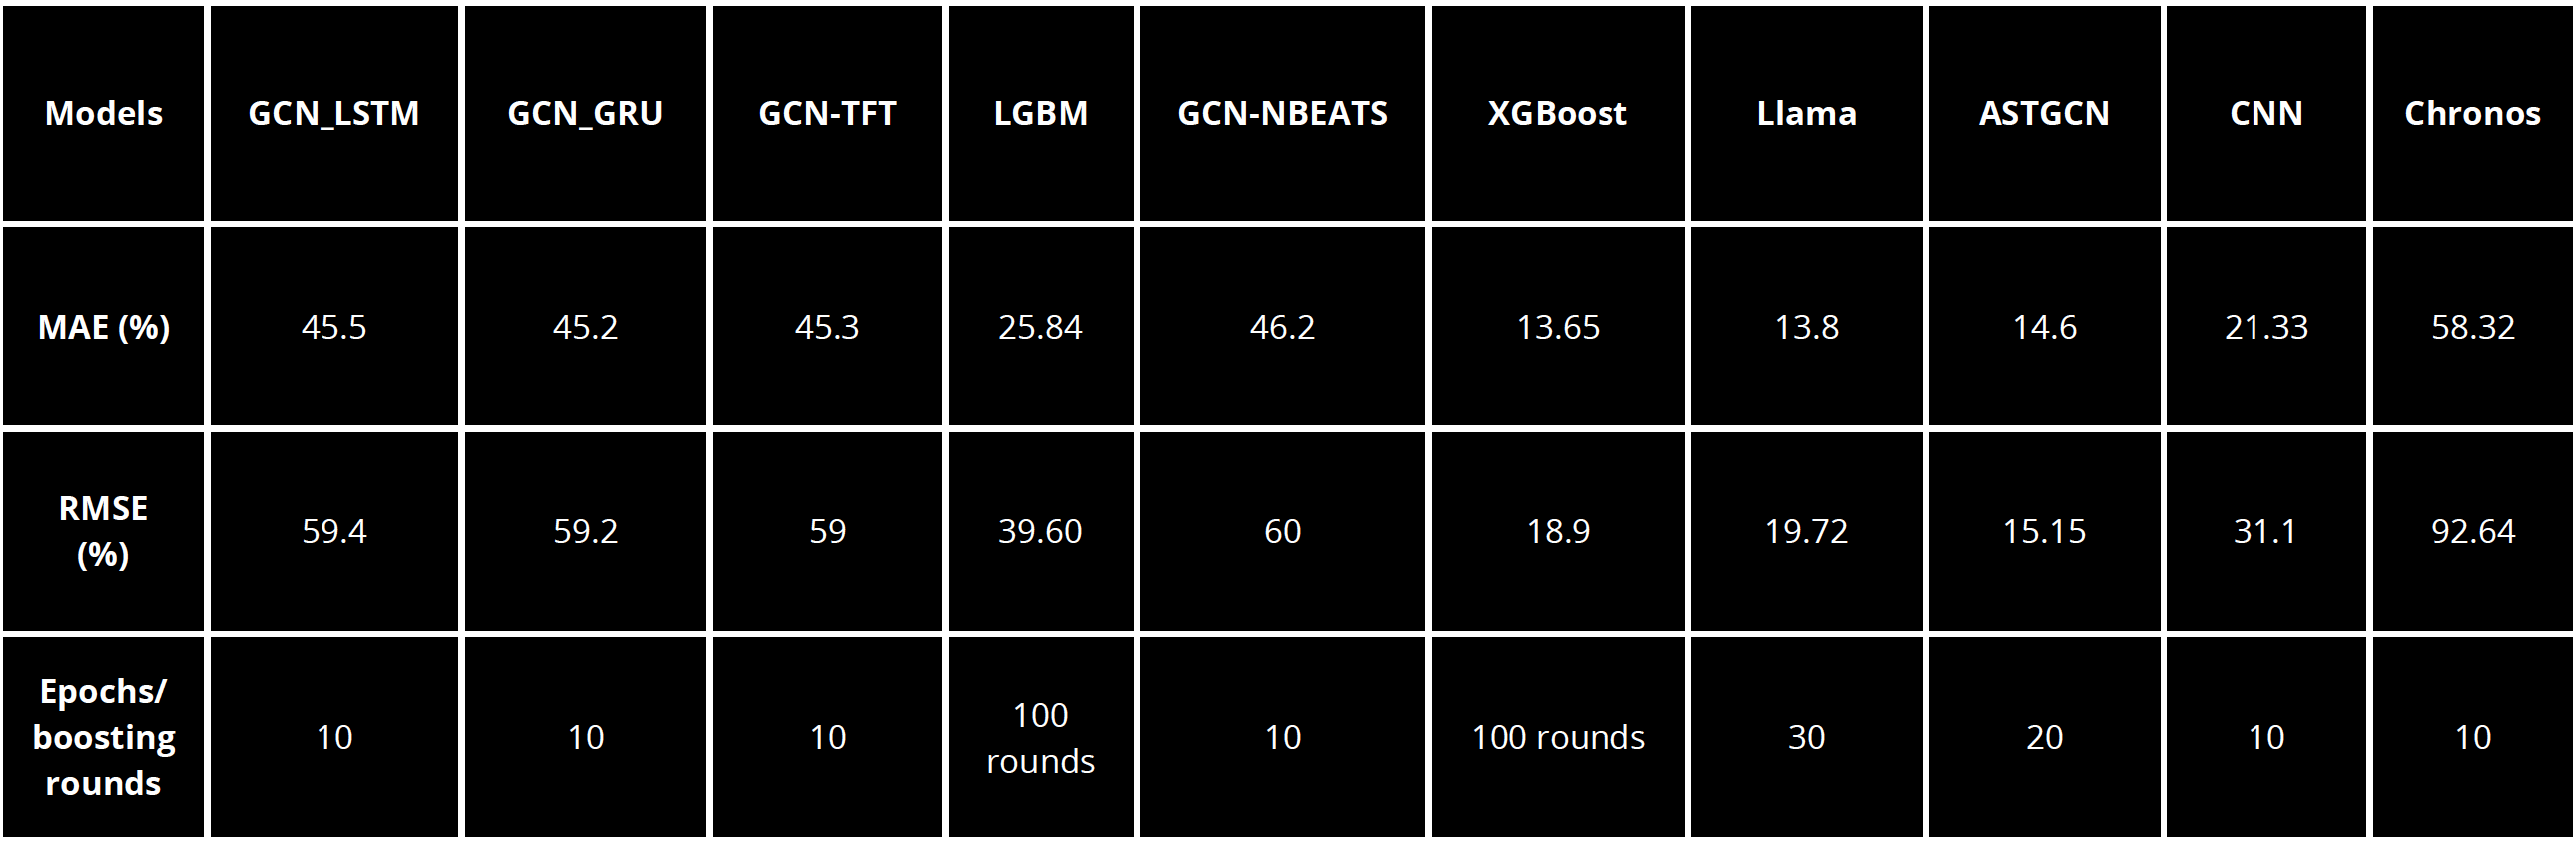 Models GCN_LSTM GCN_GRU GCN-TFT LGBM GCN-NBEATS XGBoost Llama ASTGCN CNN Chronos
MAE (%) 45.5 45.2 45.3 25.84 46.2 13.65 13.8 14.6 21.33 58.32
RMSE
(%) 59.4 59.2 59 39.60 60 18.9 19.72 15.15 31.1 92.64
Epochs/
boosting
rounds 10 10 10 100
rounds 10 100 rounds 30 20 10 10